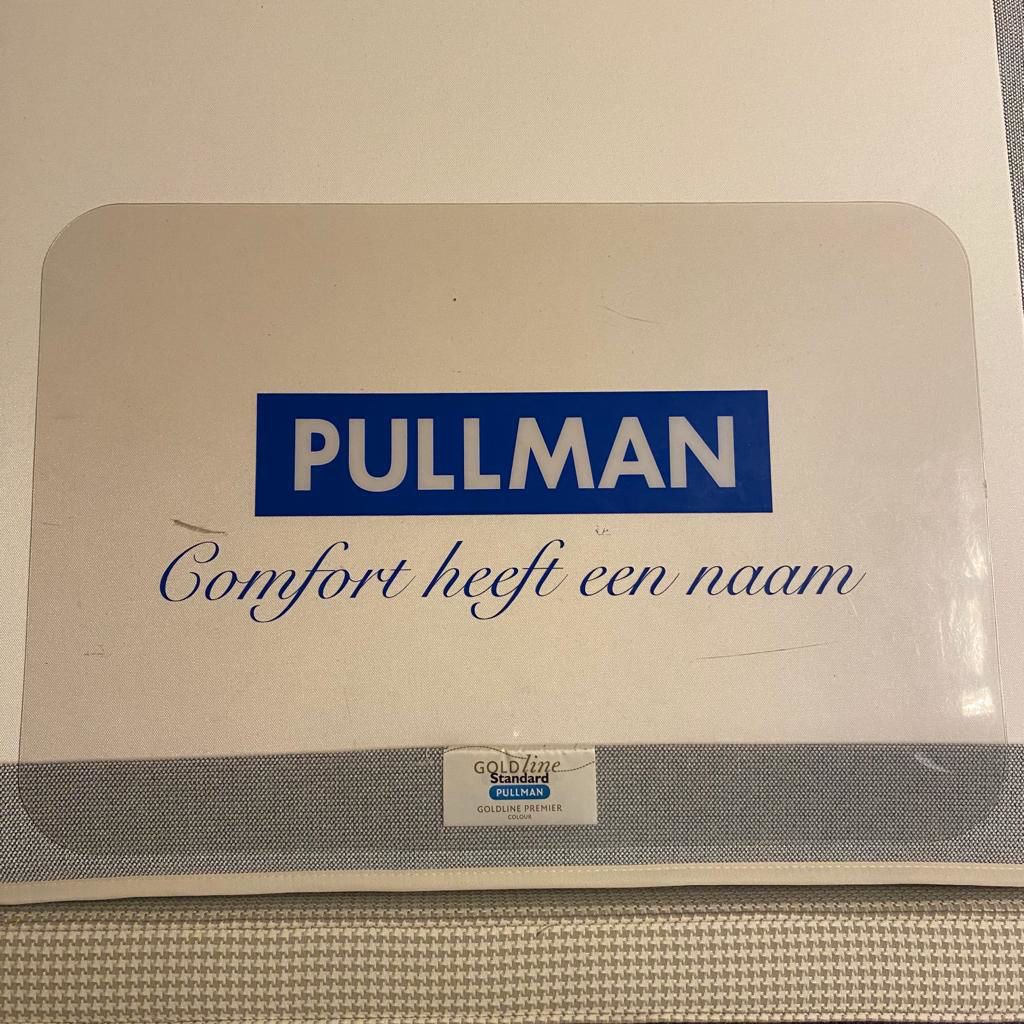 PULLMAN
Comfort heeft een naam
GOLDline
Standard
PULLMAN
GOLDLINE PREMIER
COLOUR